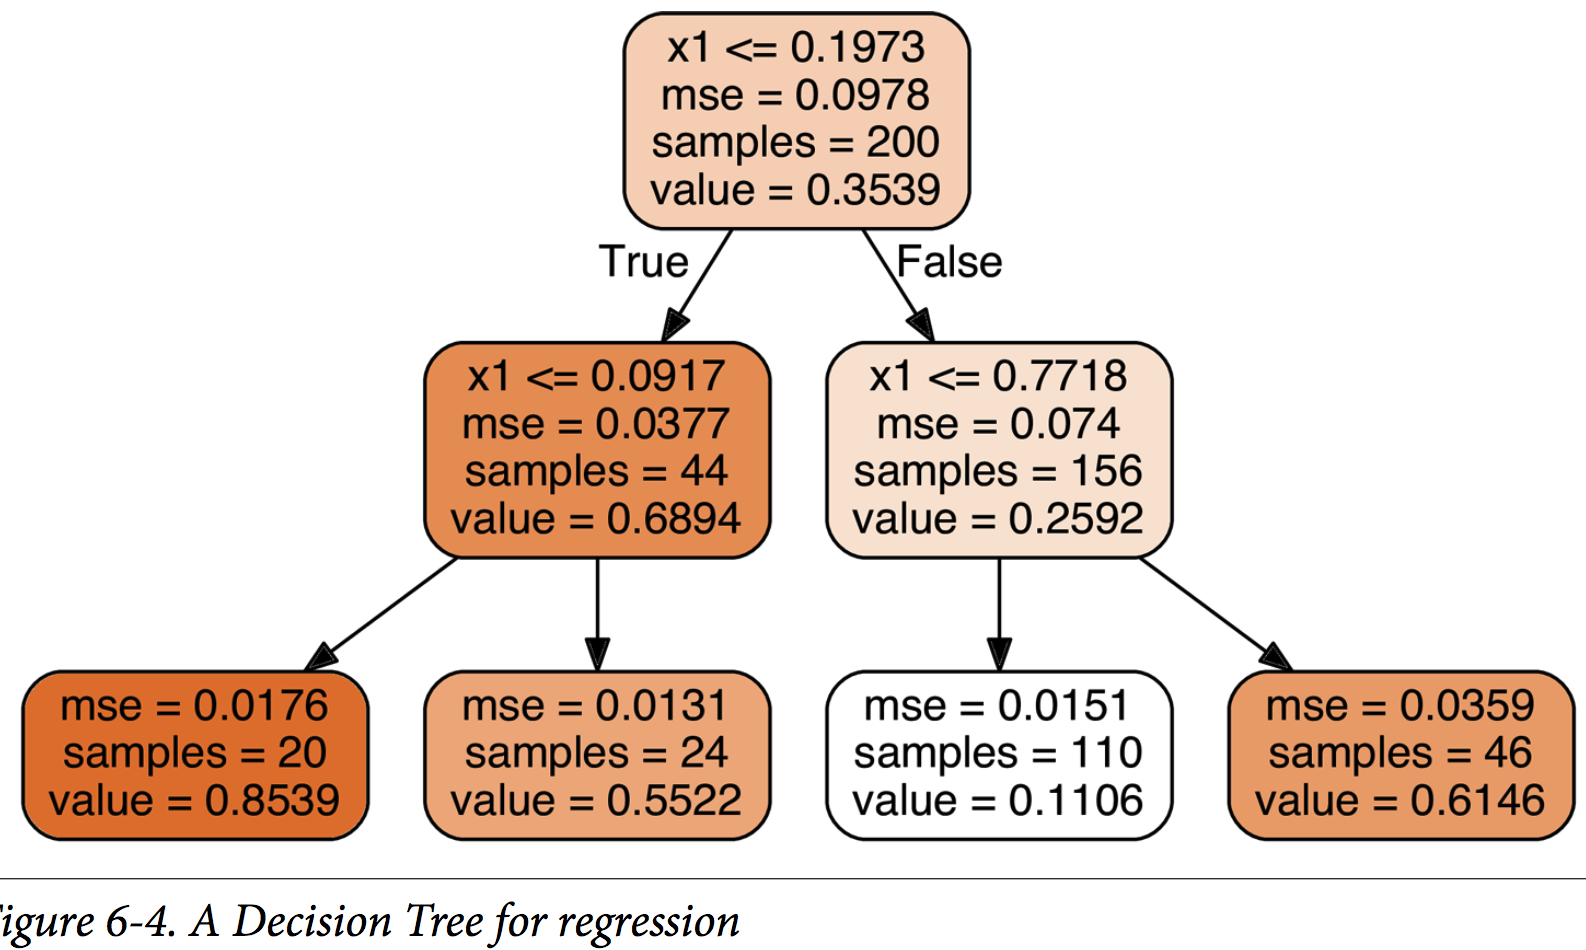 x1 <= 0.1973
mse = 0.0978
samples = 200
value = 0.3539
True
False
x1 <= 0.0917
mse = 0.0377
samples = 44
value = 0.6894
x1 <= 0.7718
mse = 0.074
samples = 156
value = 0.2592
mse = 0.0176
samples = 20
value = 0.8539
mse = 0.0131
samples = 24
value = 0.5522
mse = 0.0151
samples = 110
value = 0.1106
mse = 0.0359
samples = 46
value = 0.6146
igure 6-4. A Decision Tree for regression